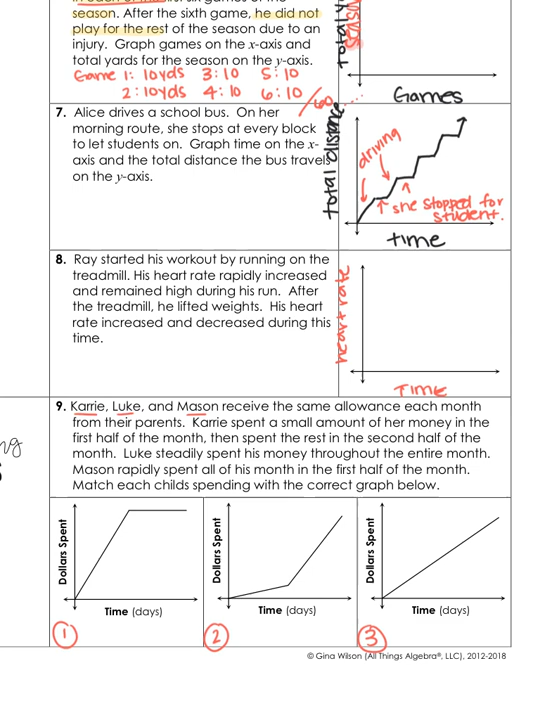 season. After the sixth game, he did not
play for the rest of the season due to an
injury. Graph games on the x-axis and
total yards for the season on the y-axis.
Game 1: 10yds 3: 10 5: 10
2: 10yds 4: 10 6: 10
/60
Games
7. Alice drives a school bus. On her
morning route, she stops at every block
to let students on. Graph time on the x-
axis and the total distance the bus travels
on the y-axis.
total distance
driving
she stopped for
student.
time
8. Ray started his workout by running on the
treadmill. His heart rate rapidly increased
and remained high during his run. After
the treadmill, he lifted weights. His heart
rate increased and decreased during this
time.
heart rate
Time
9. Karrie, Luke, and Mason receive the same allowance each month
from their parents. Karrie spent a small amount of her money in the
first half of the month, then spent the rest in the second half of the
month. Luke steadily spent his money throughout the entire month.
Mason rapidly spent all of his month in the first half of the month.
Match each childs spending with the correct graph below.
Dollars Spent
Time (days)
1
Dollars Spent
Time (days)
2
Dollars Spent
Time (days)
3
© Gina Wilson (All Things Algebra®, LLC), 2012-2018